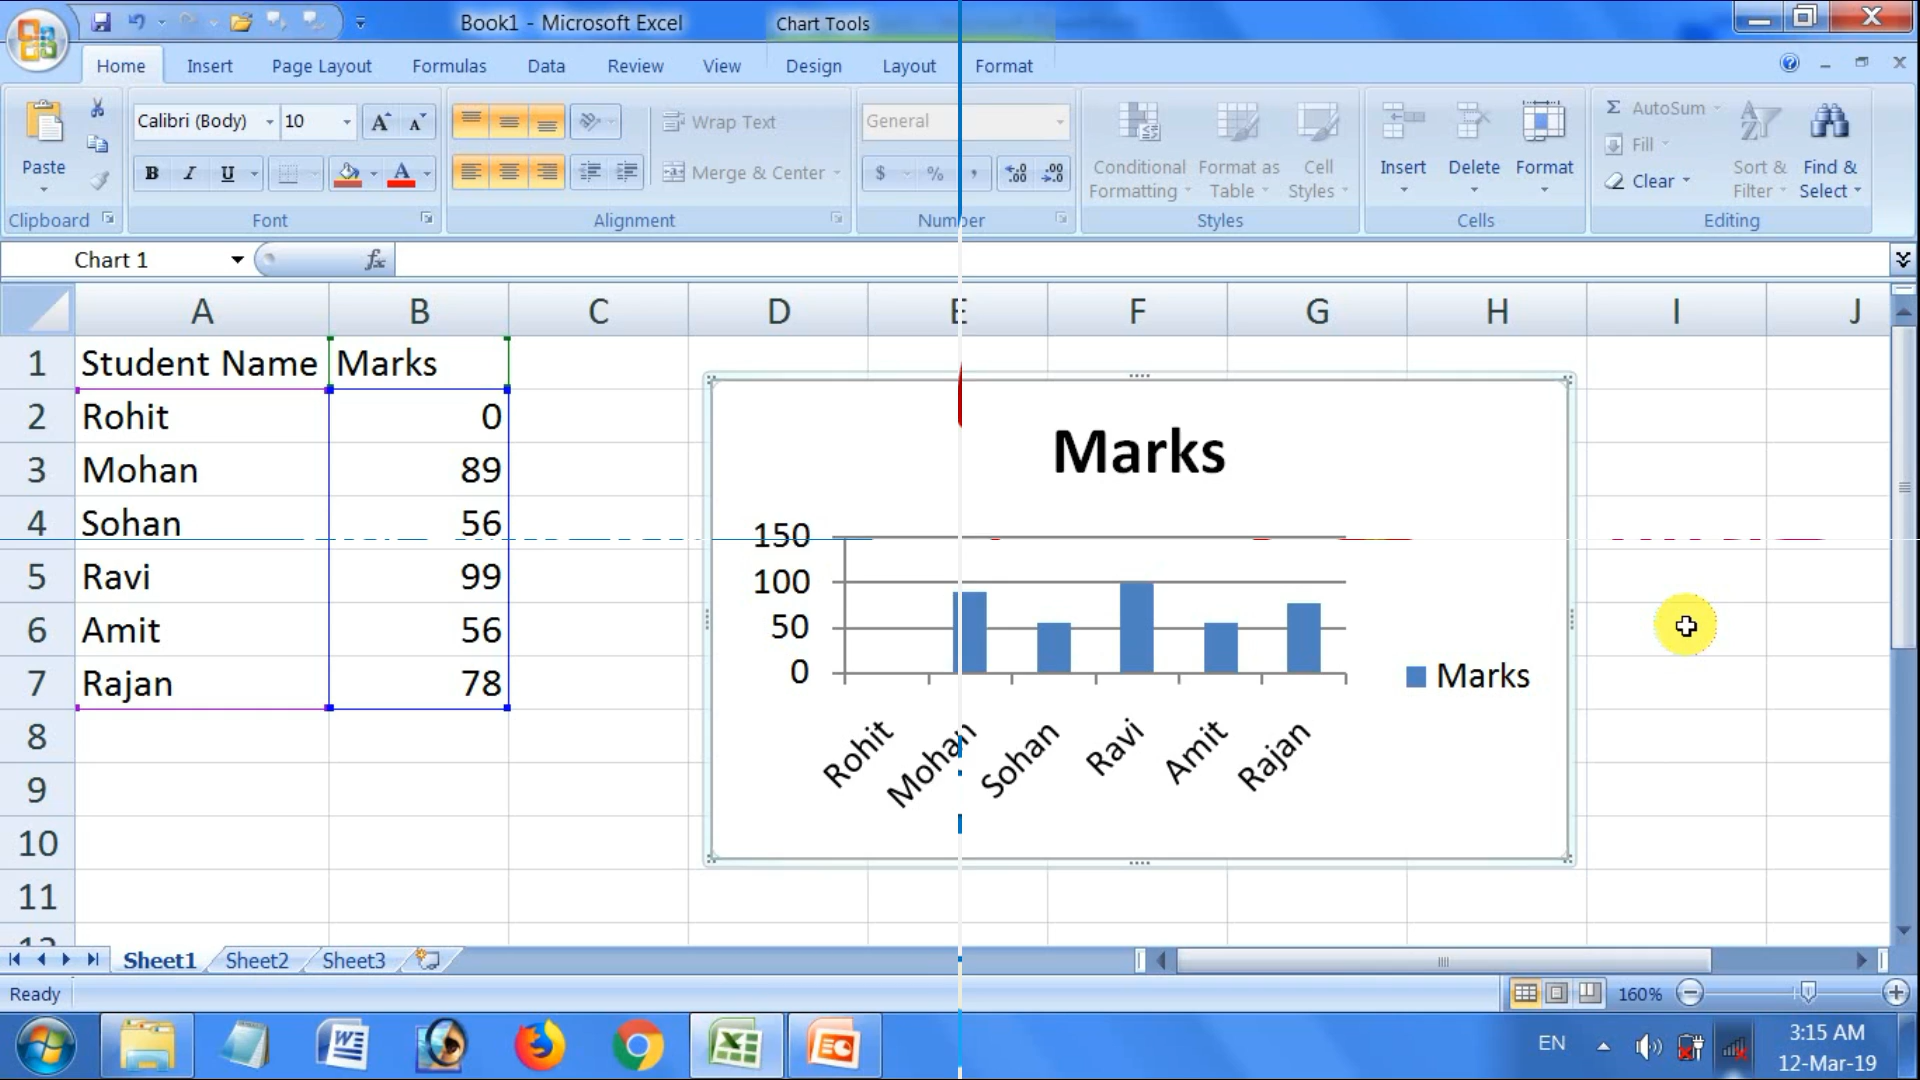 Book1 - Microsoft Excel Chart Tools
Home Insert Page Layout Formulas Data Review View Design Layout Format
Calibri (Body) 10 Wrap Text General AutoSum
Paste Conditional Formatting Format as Table Cell Styles Insert Delete Format Fill Sort & Filter Find & Select
B I U Merge & Center $ % , Clear
Clipboard Font Alignment Number Styles Cells Editing
Chart 1 fx
A B C D E F G H I J
1 Student Name Marks
2 Rohit 0
3 Mohan 89
4 Sohan 56
5 Ravi 99
6 Amit 56
7 Rajan 78
8
9
10
11
12
Marks
150
100
50
0
Rohit Mohan Sohan Ravi Amit Rajan
Marks
Sheet1 Sheet2 Sheet3
Ready 160%
EN 3:15 AM
12-Mar-19